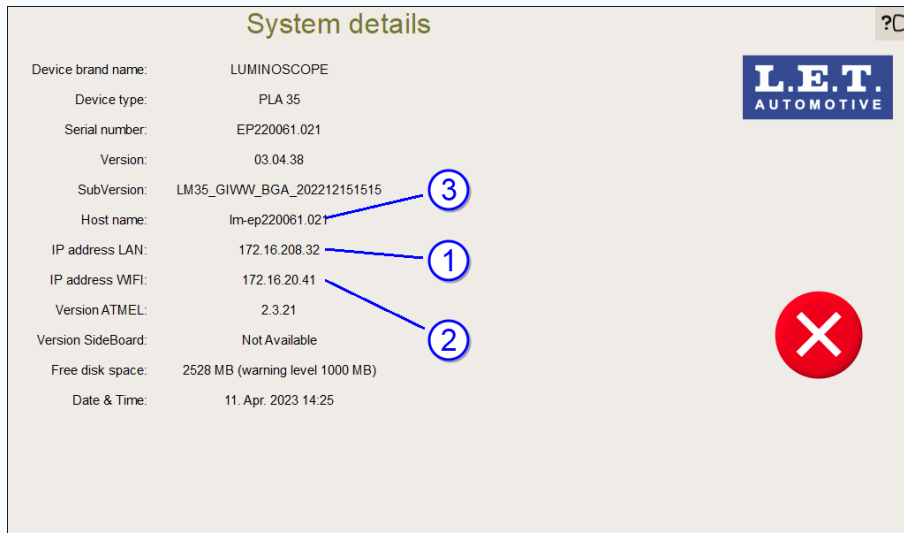 System details
?
Device brand name: LUMINOSCOPE
Device type: PLA 35
Serial number: EP220061.021
Version: 03.04.38
SubVersion: LM35_GIWW_BGA_202212151515
Host name: lm-ep220061.021
IP address LAN: 172.16.208.32
IP address WIFI: 172.16.20.41
Version ATMEL: 2.3.21
Version SideBoard: Not Available
Free disk space: 2528 MB (warning level 1000 MB)
Date & Time: 11. Apr. 2023 14:25
3
1
2
L.E.T.
AUTOMOTIVE